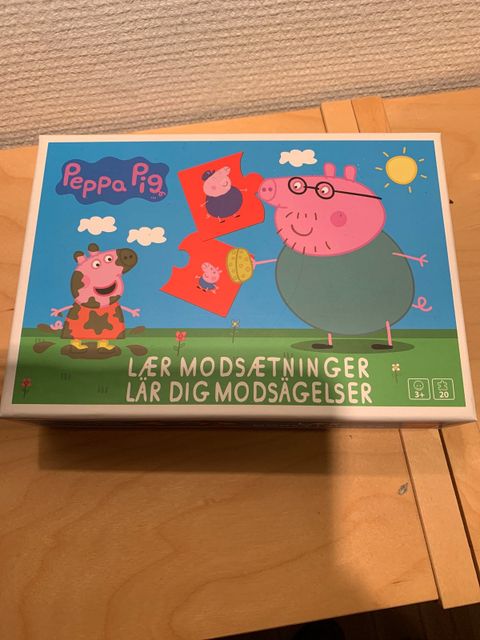 Peppa Pig
LÆR MODSÆTNINGER
LÄR DIG MODSÄGELSER
3+
20